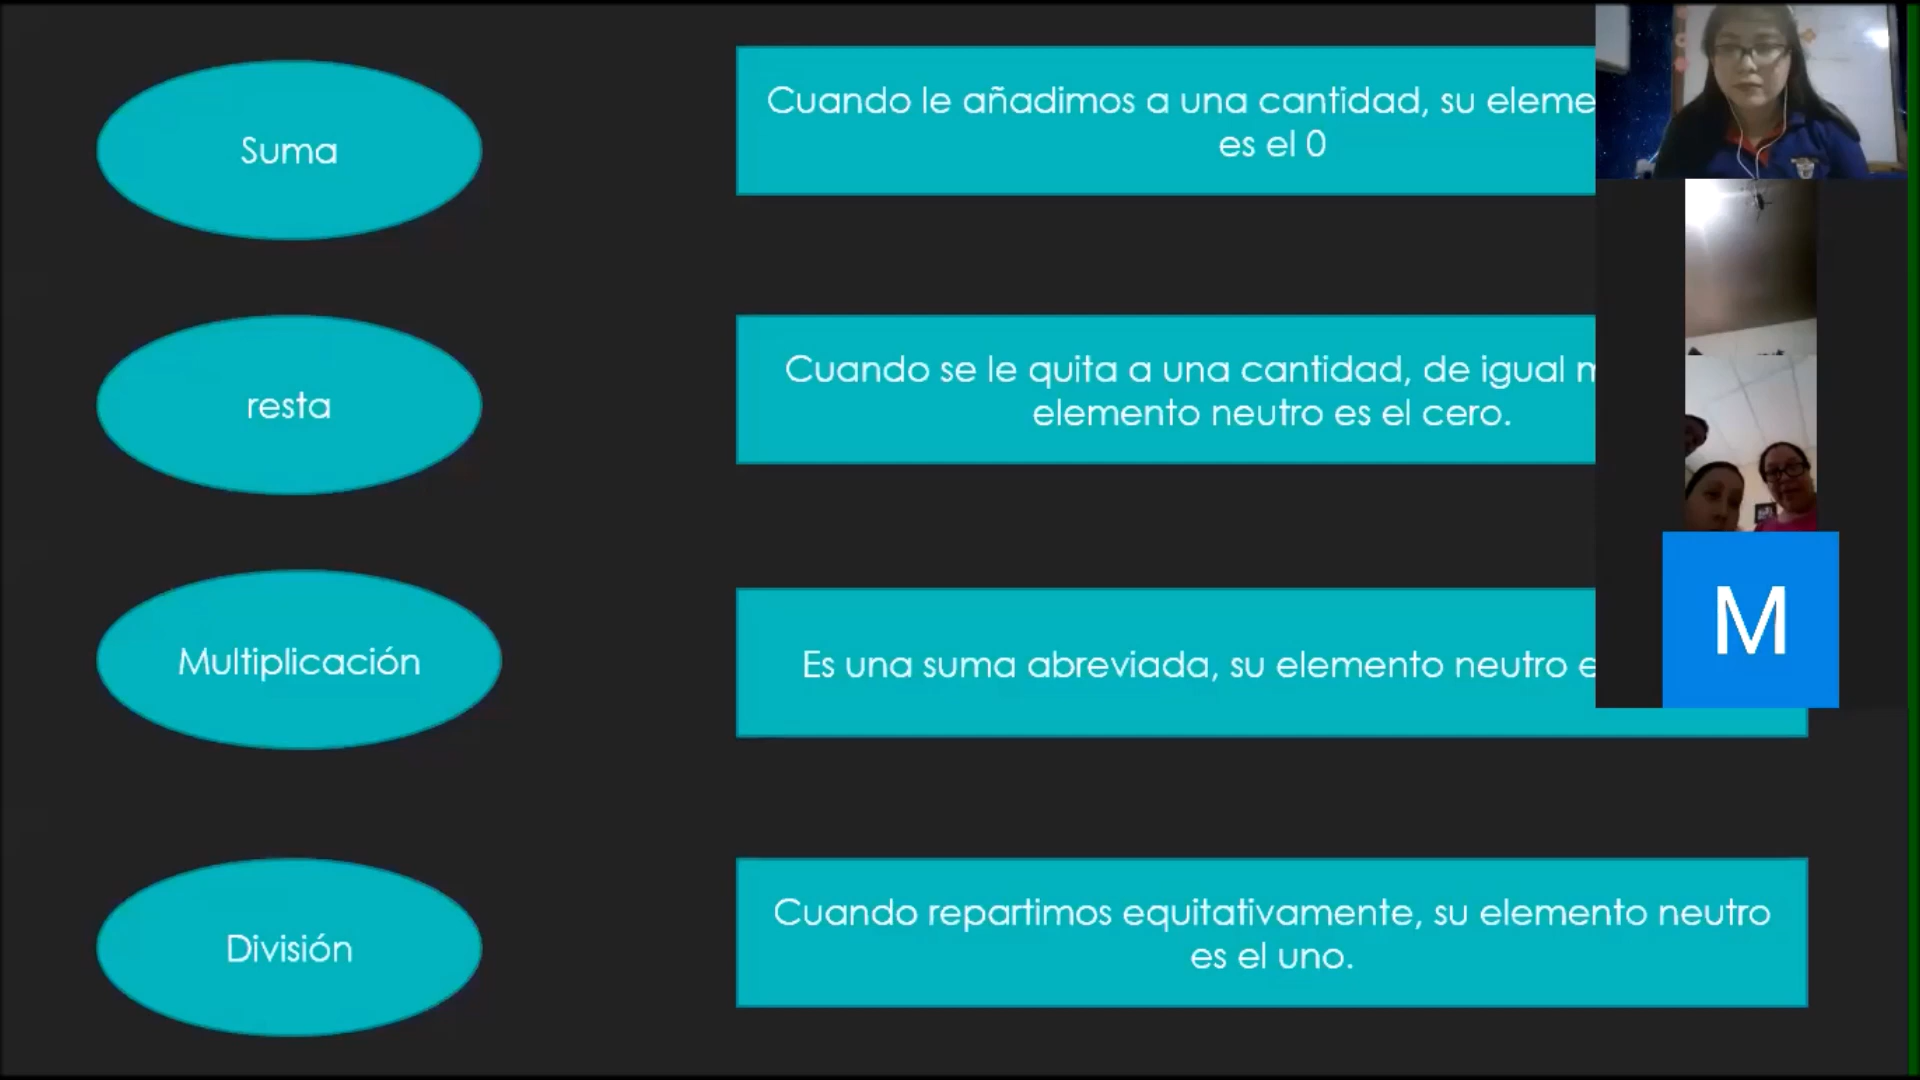 Suma
Cuando le añadimos a una cantidad, su
es el 0
resta
Cuando se le quita a una cantidad, de igual
elemento neutro es el cero.
Multiplicación
Es una suma abreviada, su elemento neutro
M
División
Cuando repartimos equitativamente, su elemento neutro
es el uno.